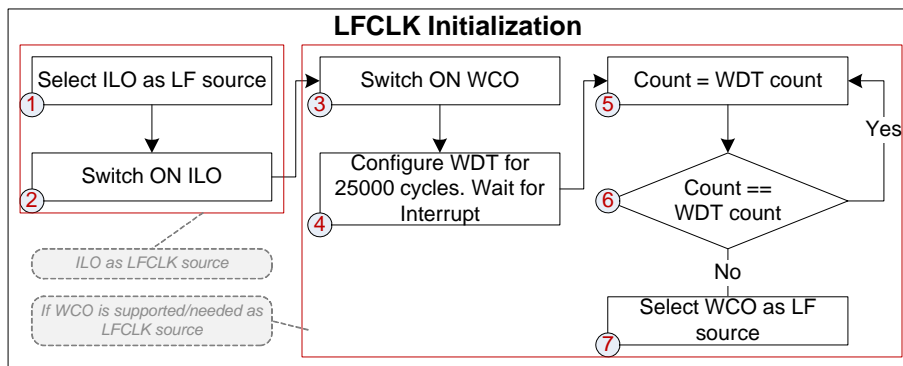 LFCLK Initialization
Select ILO as LF source
1
Switch ON ILO
2
ILO as LFCLK source
If WCO is supported/needed as
LFCLK source
Switch ON WCO
3
Configure WDT for
25000 cycles. Wait for
Interrupt
4
Count = WDT count
5
Yes
Count ==
WDT count
6
No
Select WCO as LF
source
7